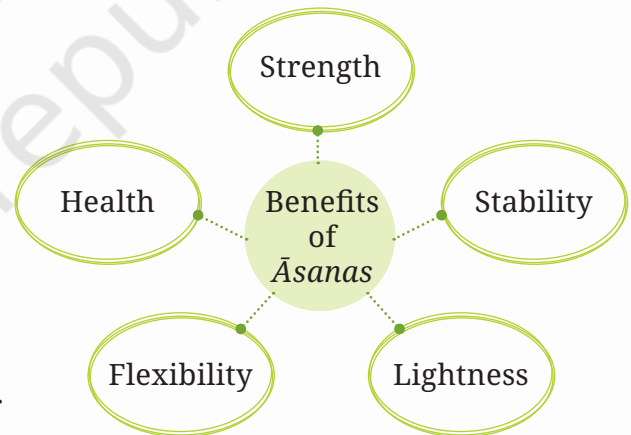 Strength
Health
Benefits
of
Āsanas
Stability
Flexibility
Lightness
.